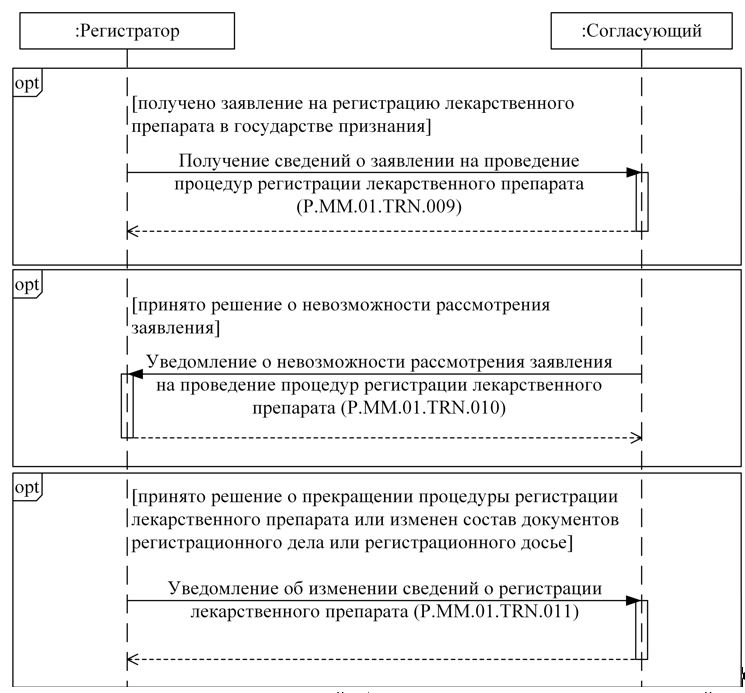 :Регистратор
:Согласующий
opt
[получено заявление на регистрацию лекарственного
препарата в государстве признания]
Получение сведений о заявлении на проведение
процедур регистрации лекарственного препарата
(P.MM.01.TRN.009)
opt
[принято решение о невозможности рассмотрения
заявления]
Уведомление о невозможности рассмотрения заявления
на проведение процедур регистрации лекарственного
препарата (P.MM.01.TRN.010)
opt
[принято решение о прекращении процедуры регистрации
лекарственного препарата или изменен состав документов
регистрационного дела или регистрационного досье]
Уведомление об изменении сведений о регистрации
лекарственного препарата (P.MM.01.TRN.011)